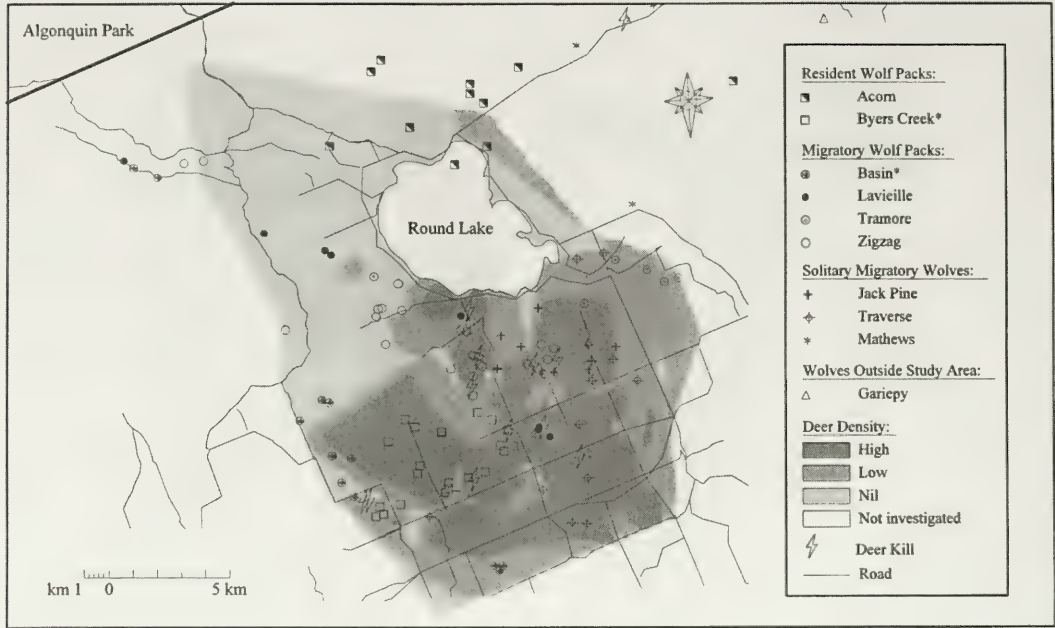 Algonquin Park
Round Lake
km 1 0 5 km
Resident Wolf Packs:
Acorn
Byers Creek*
Migratory Wolf Packs:
Basin*
Lavieille
Tramore
Zigzag
Solitary Migratory Wolves:
Jack Pine
Traverse
Mathews
Wolves Outside Study Area:
Gariepy
Deer Density:
High
Low
Nil
Not investigated
Deer Kill
Road